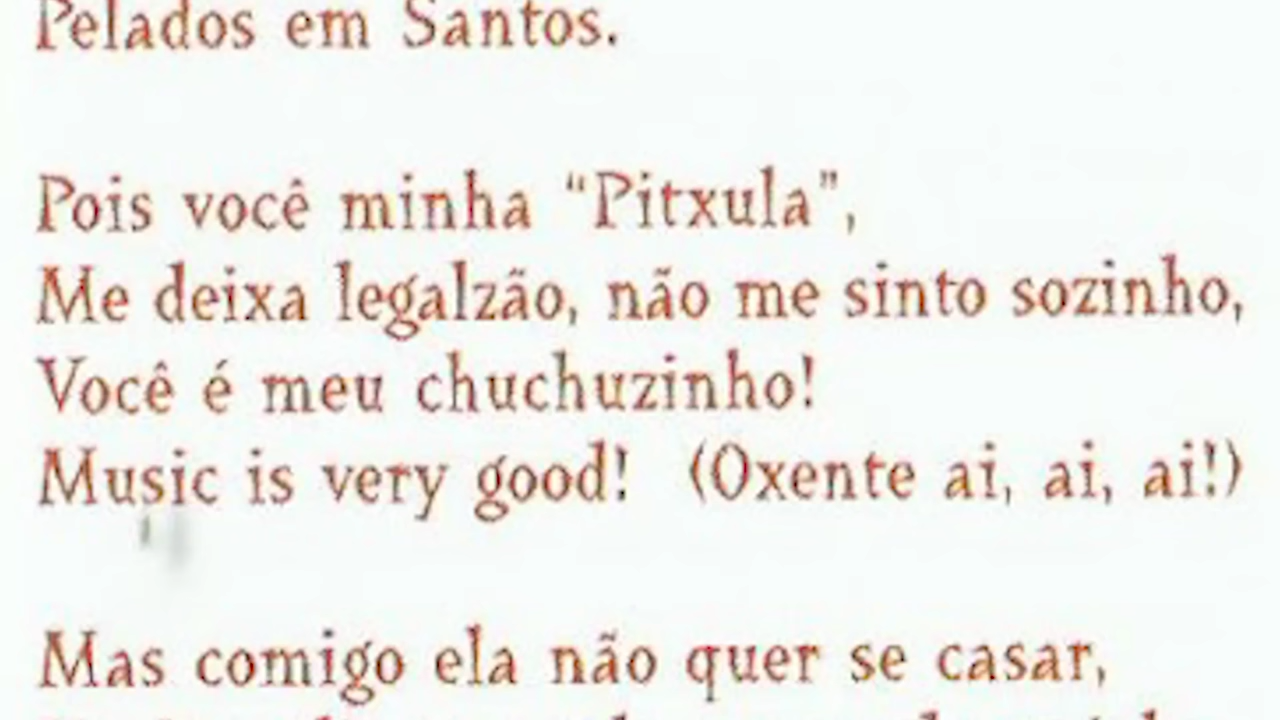 Pelados em Santos.
Pois você minha “Pitxula”,
Me deixa legalzão, não me sinto sozinho,
Você é meu chuchuzinho!
Music is very good! (Oxente ai, ai, ai!)
Mas comigo ela não quer se casar,